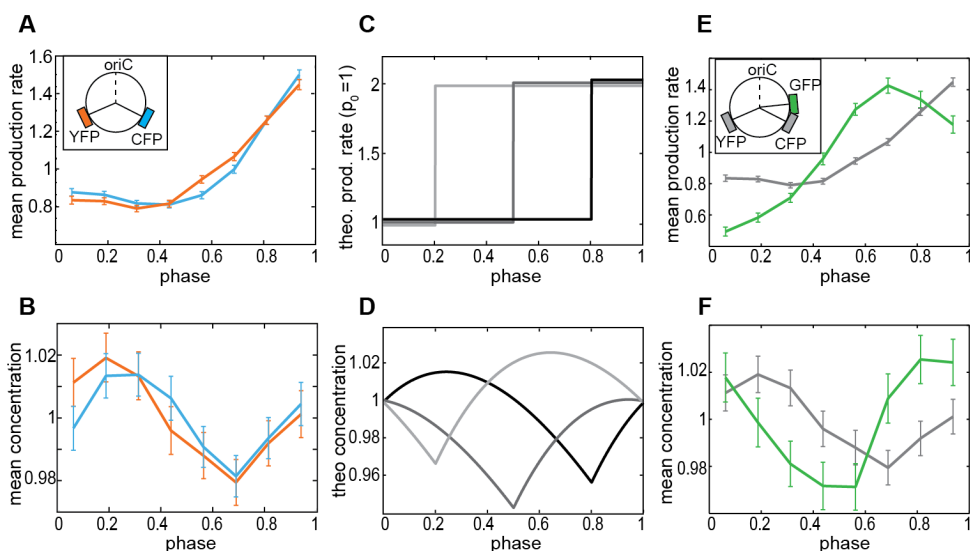 A
mean production rate
1.6
1.4
1.2
1
0.8
oriC
YFP
CFP
0
0.2
0.4
0.6
0.8
1
phase
C
theo. prod. rate (p0 =1)
2
1
0
0.2
0.4
0.6
0.8
1
phase
E
mean production rate
1.4
1.2
1
0.8
0.6
oriC
GFP
YFP
CFP
0
0.2
0.4
0.6
0.8
1
phase
B
mean concentration
1.02
1
0.98
0
0.2
0.4
0.6
0.8
1
phase
D
theo concentration
1.02
1
0.98
0.96
0
0.2
0.4
0.6
0.8
1
phase
F
mean concentration
1.02
1
0.98
0
0.2
0.4
0.6
0.8
1
phase